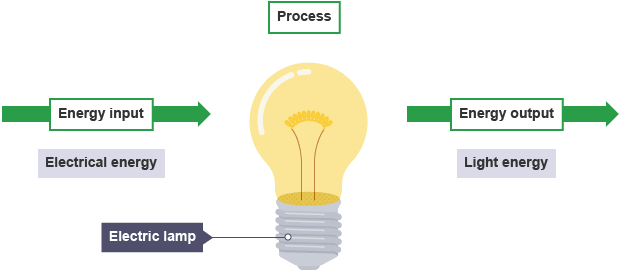 Process
Energy input
Energy output
Electrical energy
Light energy
Electric lamp